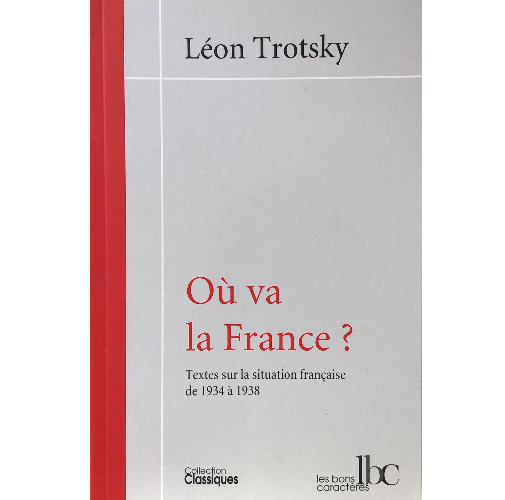 Léon Trotsky
Où va
la France ?
Textes sur la situation française
de 1934 à 1938
Collection
Classiques
les bons
caractères
lbc